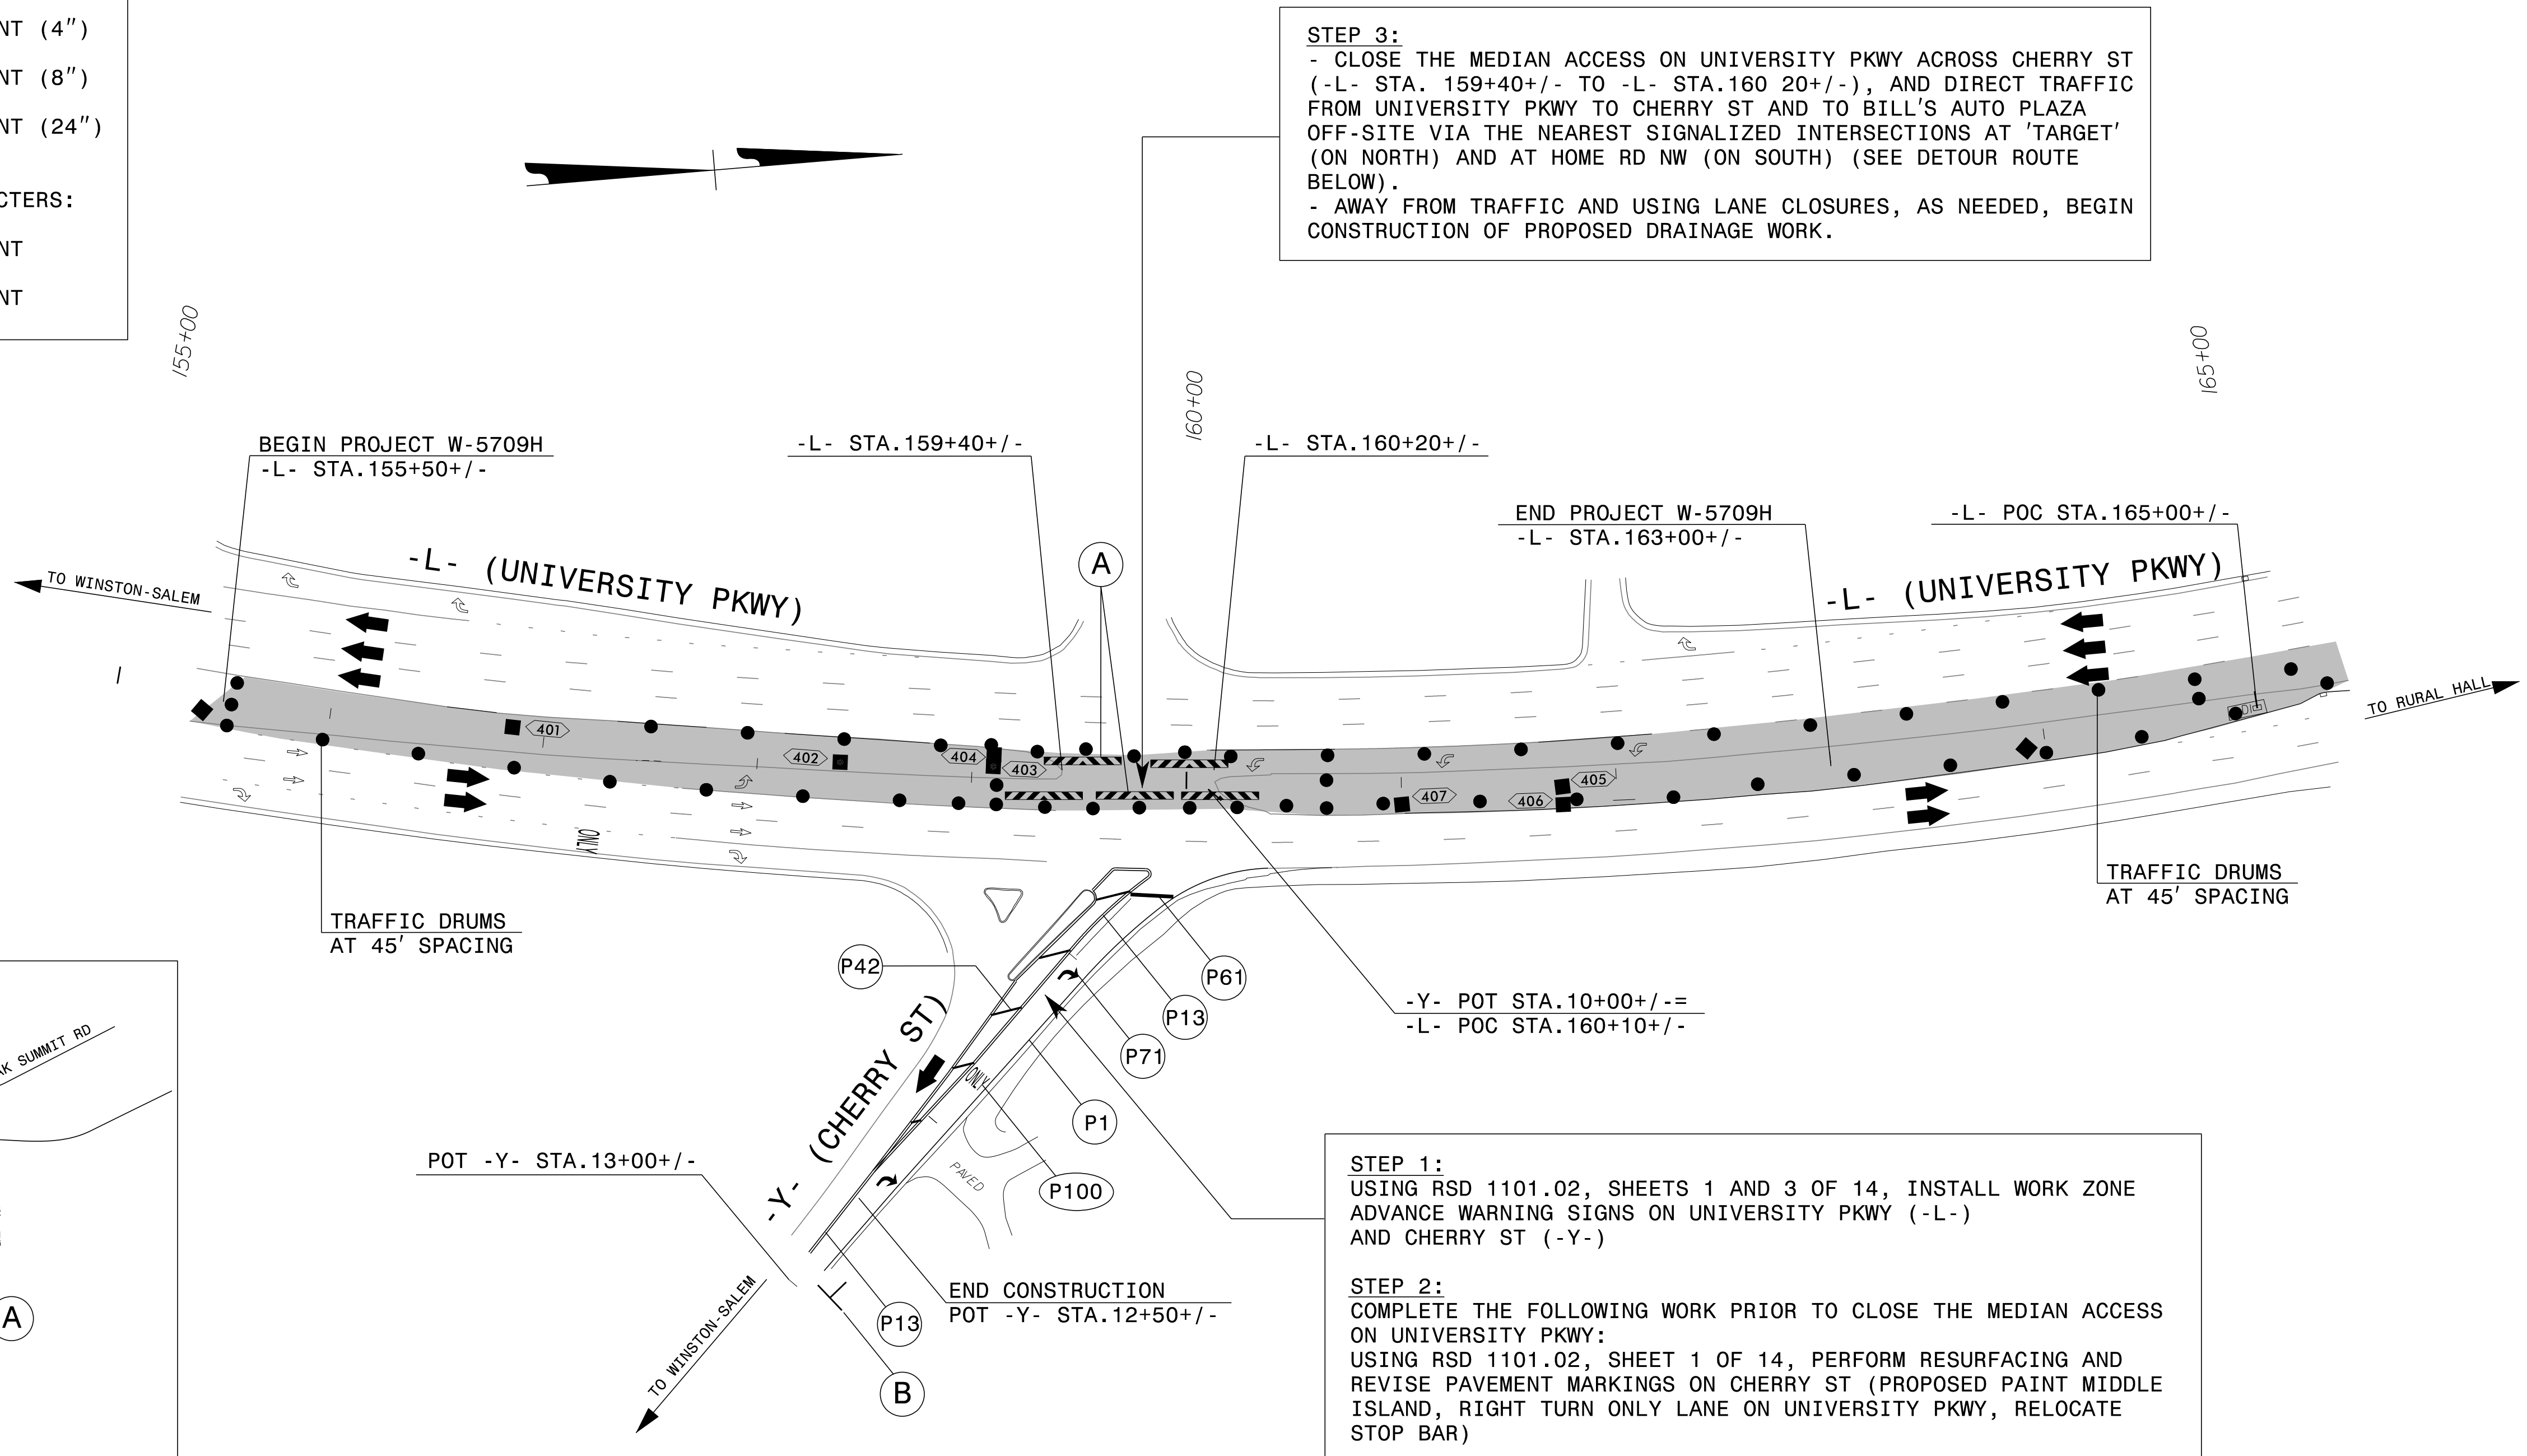 NT (4")
NT (8")
NT (24")
CTERS:
NT
NT
STEP 3:
- CLOSE THE MEDIAN ACCESS ON UNIVERSITY PKWY ACROSS CHERRY ST
(-L- STA. 159+40+/- TO -L- STA.160 20+/-), AND DIRECT TRAFFIC
FROM UNIVERSITY PKWY TO CHERRY ST AND TO BILL'S AUTO PLAZA
OFF-SITE VIA THE NEAREST SIGNALIZED INTERSECTIONS AT 'TARGET'
(ON NORTH) AND AT HOME RD NW (ON SOUTH) (SEE DETOUR ROUTE
BELOW).
- AWAY FROM TRAFFIC AND USING LANE CLOSURES, AS NEEDED, BEGIN
CONSTRUCTION OF PROPOSED DRAINAGE WORK.
155+00
160+00
165+00
BEGIN PROJECT W-5709H
-L- STA.155+50+/-
-L- STA.159+40+/-
-L- STA.160+20+/-
END PROJECT W-5709H
-L- STA.163+00+/-
-L- POC STA.165+00+/-
A
-L- (UNIVERSITY PKWY)
-L- (UNIVERSITY PKWY)
TO WINSTON-SALEM
TO RURAL HALL
401
402
404
403
405
407
406
ONLY
TRAFFIC DRUMS
AT 45' SPACING
TRAFFIC DRUMS
AT 45' SPACING
P42
P61
P13
P71
-Y- POT STA.10+00+/-=
-L- POC STA.160+10+/-
-Y- (CHERRY ST)
ONLY
P1
P100
PAVED
POT -Y- STA.13+00+/-
END CONSTRUCTION
POT -Y- STA.12+50+/-
P13
B
TO WINSTON-SALEM
AK SUMMIT RD
A
STEP 1:
USING RSD 1101.02, SHEETS 1 AND 3 OF 14, INSTALL WORK ZONE
ADVANCE WARNING SIGNS ON UNIVERSITY PKWY (-L-)
AND CHERRY ST (-Y-)
STEP 2:
COMPLETE THE FOLLOWING WORK PRIOR TO CLOSE THE MEDIAN ACCESS
ON UNIVERSITY PKWY:
USING RSD 1101.02, SHEET 1 OF 14, PERFORM RESURFACING AND
REVISE PAVEMENT MARKINGS ON CHERRY ST (PROPOSED PAINT MIDDLE
ISLAND, RIGHT TURN ONLY LANE ON UNIVERSITY PKWY, RELOCATE
STOP BAR)